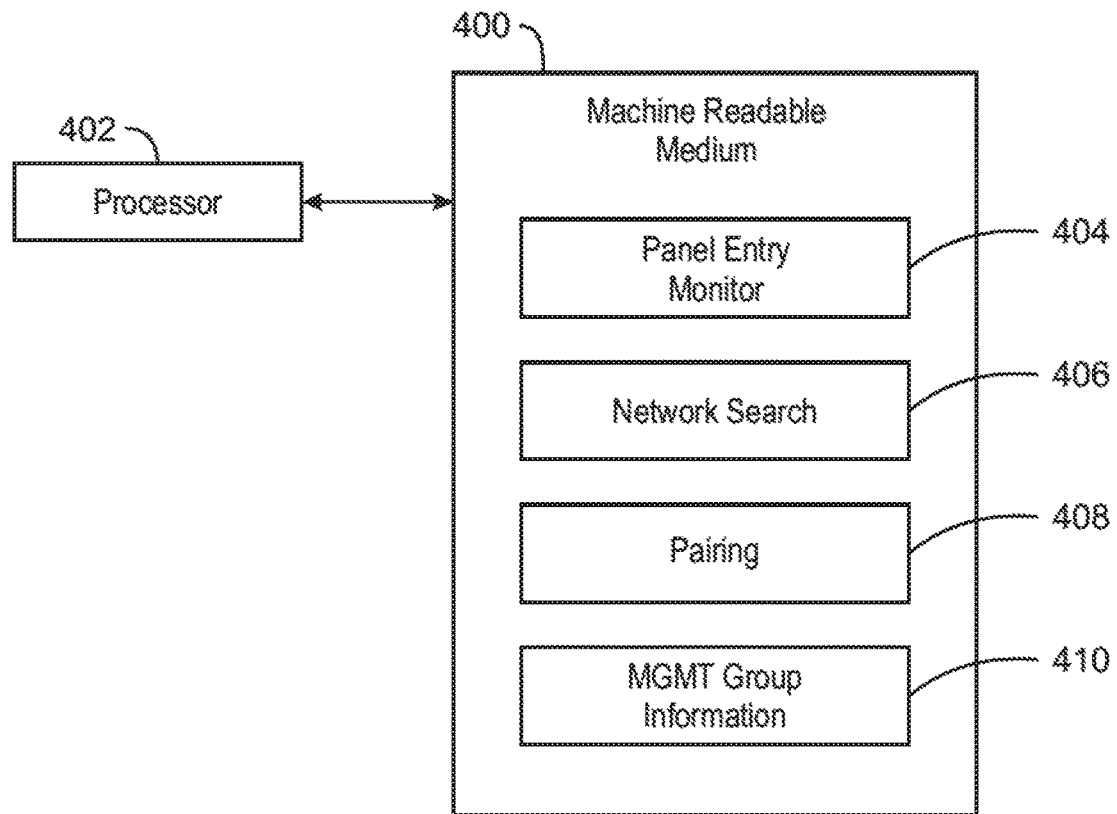 400
Machine Readable
Medium
402
Processor
Panel Entry
Monitor
404
Network Search
406
Pairing
408
MGMT Group
Information
410